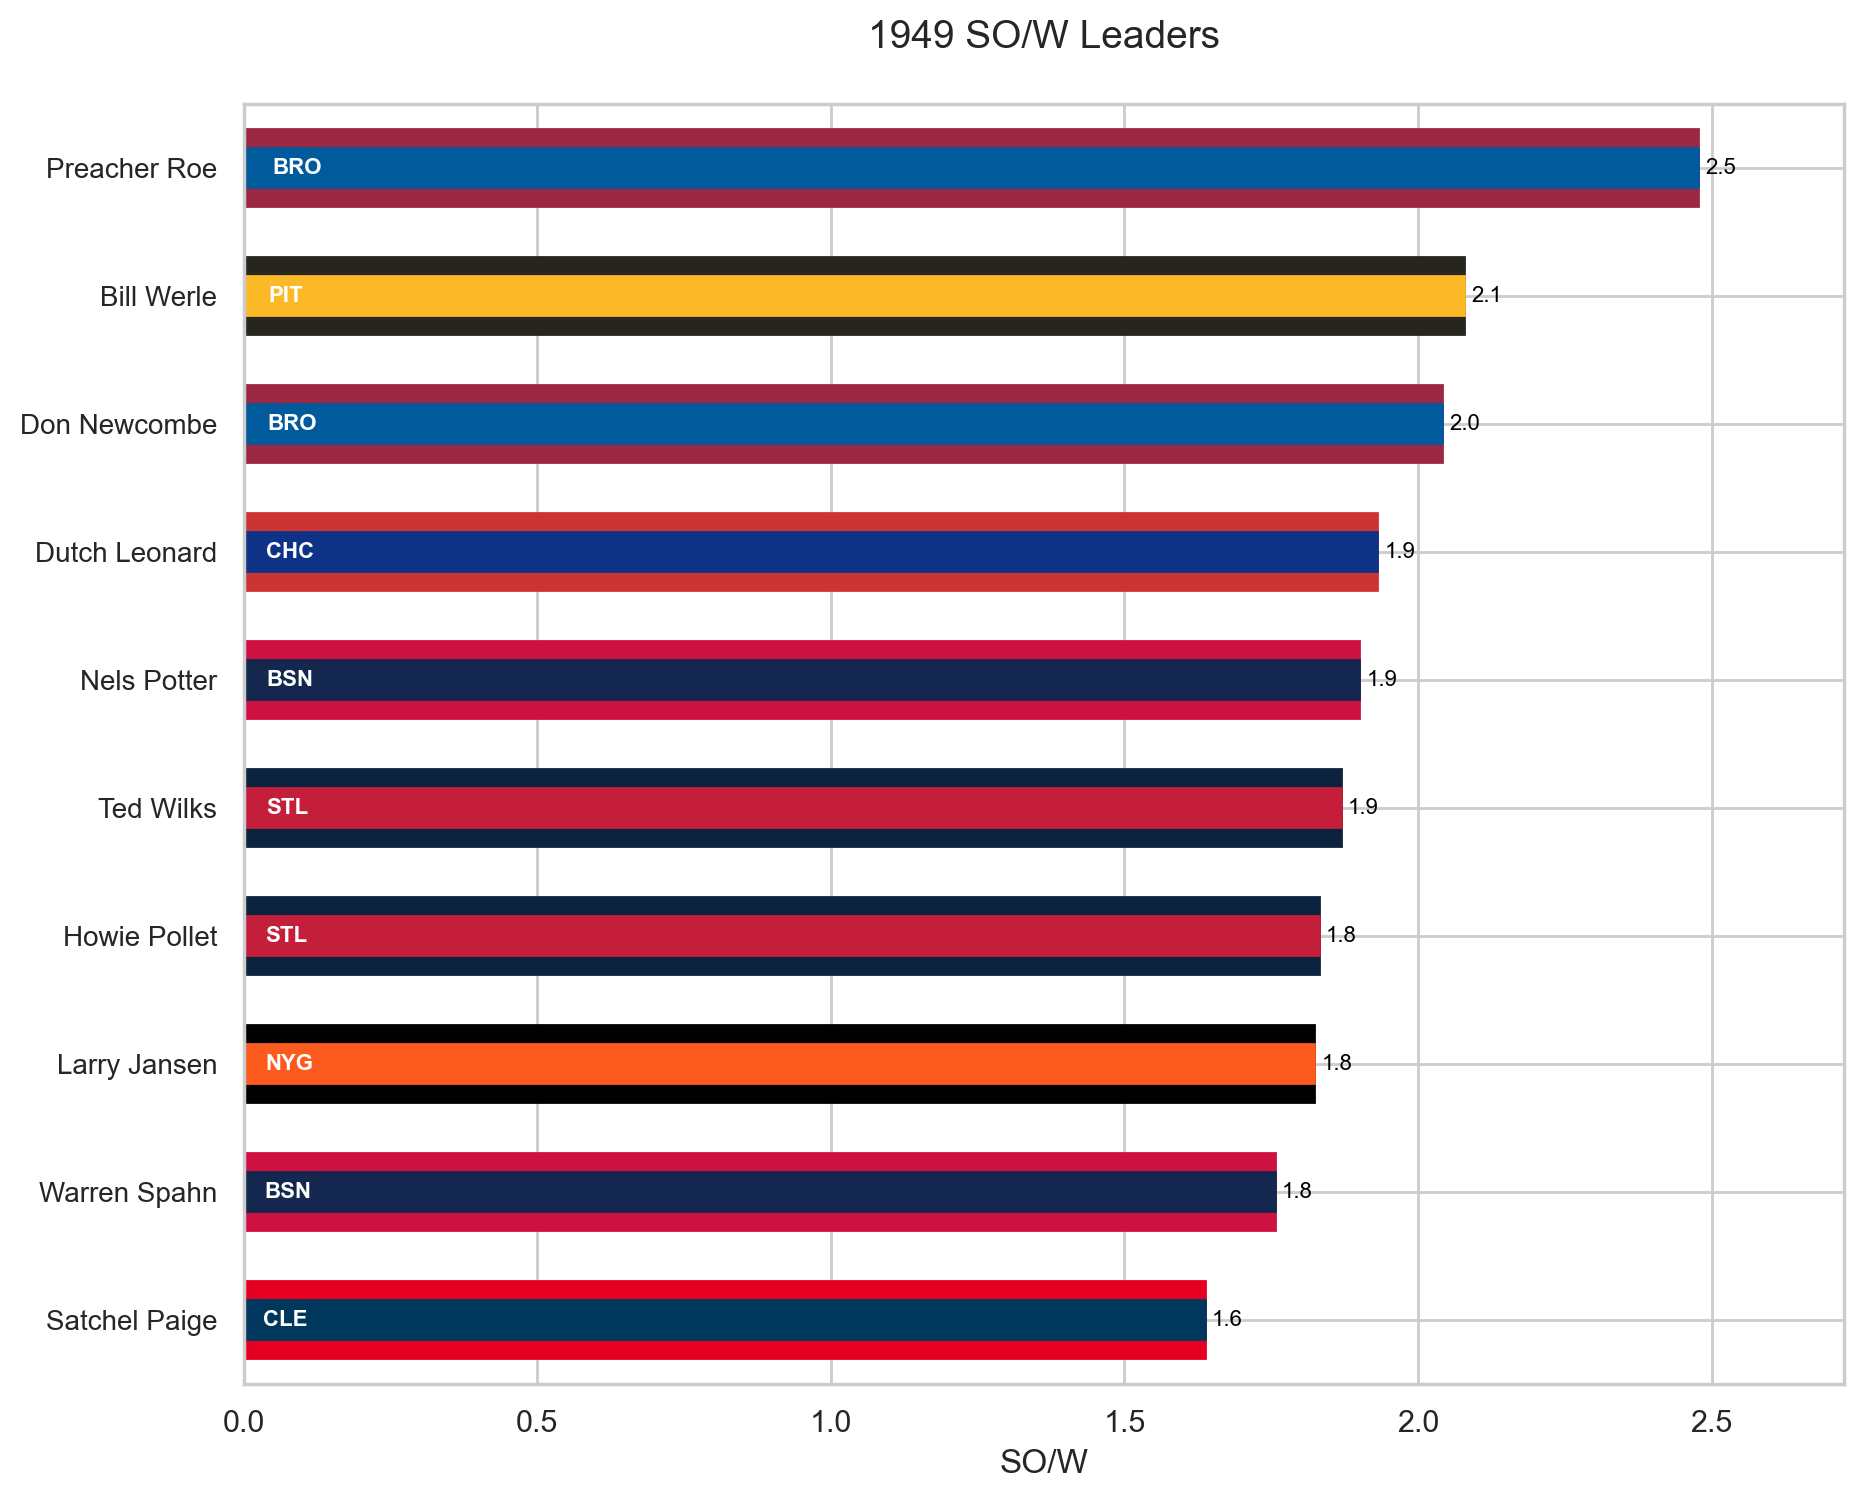 1949 SO/W Leaders
Preacher Roe BRO 2.5
Bill Werle PIT 2.1
Don Newcombe BRO 2.0
Dutch Leonard CHC 1.9
Nels Potter BSN 1.9
Ted Wilks STL 1.9
Howie Pollet STL 1.8
Larry Jansen NYG 1.8
Warren Spahn BSN 1.8
Satchel Paige CLE 1.6
0.0 0.5 1.0 1.5 2.0 2.5
SO/W